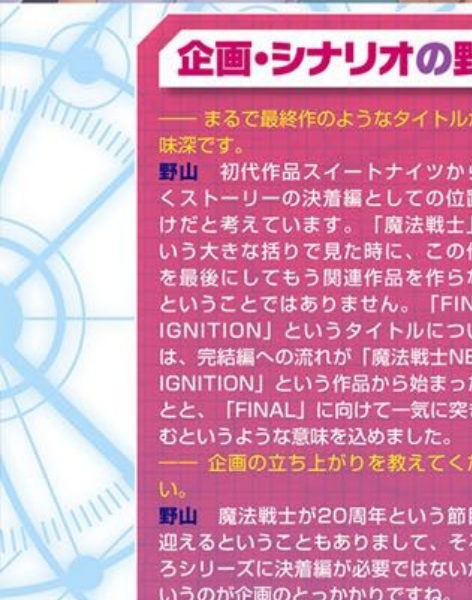 企画・シナリオの野
―― まるで最終作のようなタイトル
味深です。
野山　初代作品スイートナイツか
くストーリーの決着編としての位
けだと考えています。「魔法戦士」
いう大きな括りで見た時に、この
を最後にしてもう関連作品を作ら
ということではありません。「FIN
IGNITION」というタイトルについ
は、完結編への流れが「魔法戦士NE
IGNITION」という作品から始まっ
とと、「FINAL」に向けて一気に突
むというような意味を込めました。
―― 企画の立ち上がりを教えてく
い。
野山　魔法戦士が20周年という節
迎えるということもありまして、そ
ろシリーズに決着編が必要ではない
いうのが企画のとっかかりですね。